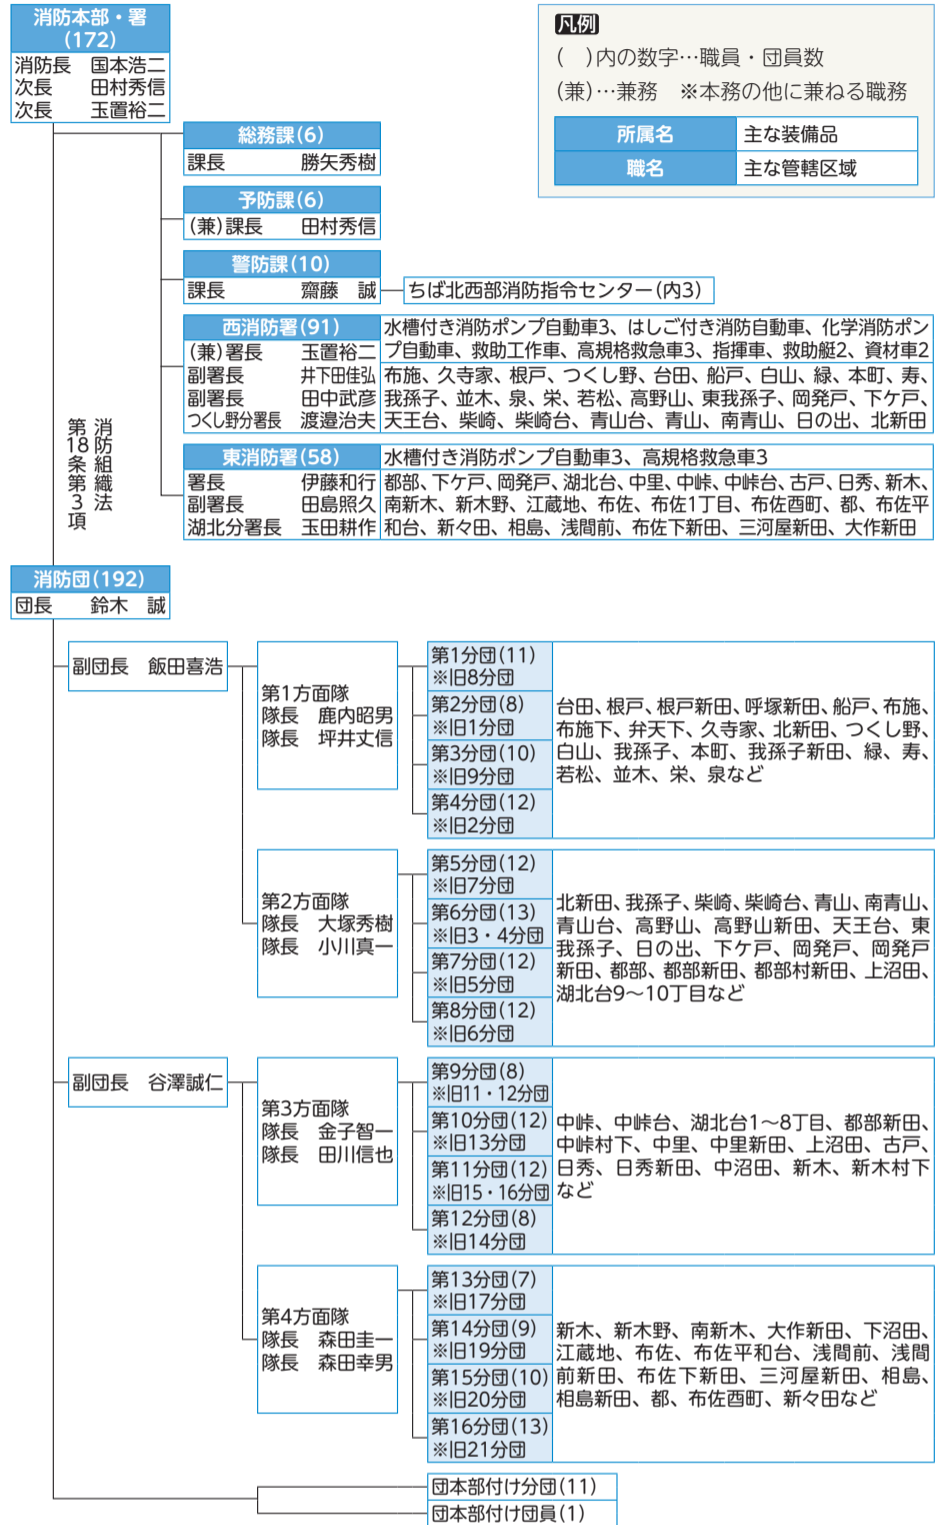 消防本部・署
(172)
消防長　国本浩二
次長　田村秀信
次長　玉置裕二
凡例
(　)内の数字…職員・団員数
(兼)…兼務　※本務の他に兼ねる職務
所属名　主な装備品
職名　主な管轄区域
総務課(6)
課長　勝矢秀樹
予防課(6)
(兼)課長　田村秀信
警防課(10)
課長　齋藤　誠
ちば北西部消防指令センター(内3)
西消防署(91)
(兼)署長　玉置裕二
副署長　井下田佳弘
副署長　田中武彦
つくし野分署長　渡邉治夫
水槽付き消防ポンプ自動車3、はしご付き消防自動車、化学消防ポン
プ自動車、救助工作車、高規格救急車3、指揮車、救助艇2、資材車2
布施、久寺家、根戸、つくし野、台田、船戸、白山、緑、本町、寿、
我孫子、並木、泉、栄、若松、高野山、東我孫子、岡発戸、下ケ戸、
天王台、柴崎、柴崎台、青山台、青山、南青山、日の出、北新田
東消防署(58)
署長　伊藤和行
副署長　田島照久
湖北分署長　玉田耕作
水槽付き消防ポンプ自動車3、高規格救急車3
都部、下ケ戸、岡発戸、湖北台、中里、中峠、中峠台、古戸、日秀、新木、
南新木、新木野、江蔵地、布佐、布佐1丁目、布佐酉町、都、布佐平
和台、新々田、相島、浅間前、布佐下新田、三河屋新田、大作新田
消防組織法
第18条第3項
消防団(192)
団長　鈴木　誠
副団長　飯田喜浩
第1方面隊
隊長　鹿内昭男
隊長　坪井丈信
第1分団(11)
※旧8分団
第2分団(8)
※旧1分団
第3分団(10)
※旧9分団
第4分団(12)
※旧2分団
台田、根戸、根戸新田、呼塚新田、船戸、布施、
布施下、弁天下、久寺家、北新田、つくし野、
白山、我孫子、本町、我孫子新田、緑、寿、
若松、並木、栄、泉など
第2方面隊
隊長　大塚秀樹
隊長　小川真一
第5分団(12)
※旧7分団
第6分団(13)
※旧3・4分団
第7分団(12)
※旧5分団
第8分団(12)
※旧6分団
北新田、我孫子、柴崎、柴崎台、青山、南青山、
青山台、高野山、高野山新田、天王台、東
我孫子、日の出、下ケ戸、岡発戸、岡発戸
新田、都部、都部新田、都部村新田、上沼田、
湖北台9〜10丁目など
副団長　谷澤誠仁
第3方面隊
隊長　金子智一
隊長　田川信也
第9分団(8)
※旧11・12分団
第10分団(12)
※旧13分団
第11分団(12)
※旧15・16分団
第12分団(8)
※旧14分団
中峠、中峠台、湖北台1〜8丁目、都部新田、
中峠村下、中里、中里新田、上沼田、古戸、
日秀、日秀新田、中沼田、新木、新木村下
など
第4方面隊
隊長　森田圭一
隊長　森田幸男
第13分団(7)
※旧17分団
第14分団(9)
※旧19分団
第15分団(10)
※旧20分団
第16分団(13)
※旧21分団
新木、新木野、南新木、大作新田、下沼田、
江蔵地、布佐、布佐平和台、浅間前、浅間
前新田、布佐下新田、三河屋新田、相島、
相島新田、都、布佐酉町、新々田など
団本部付け分団(11)
団本部付け団員(1)